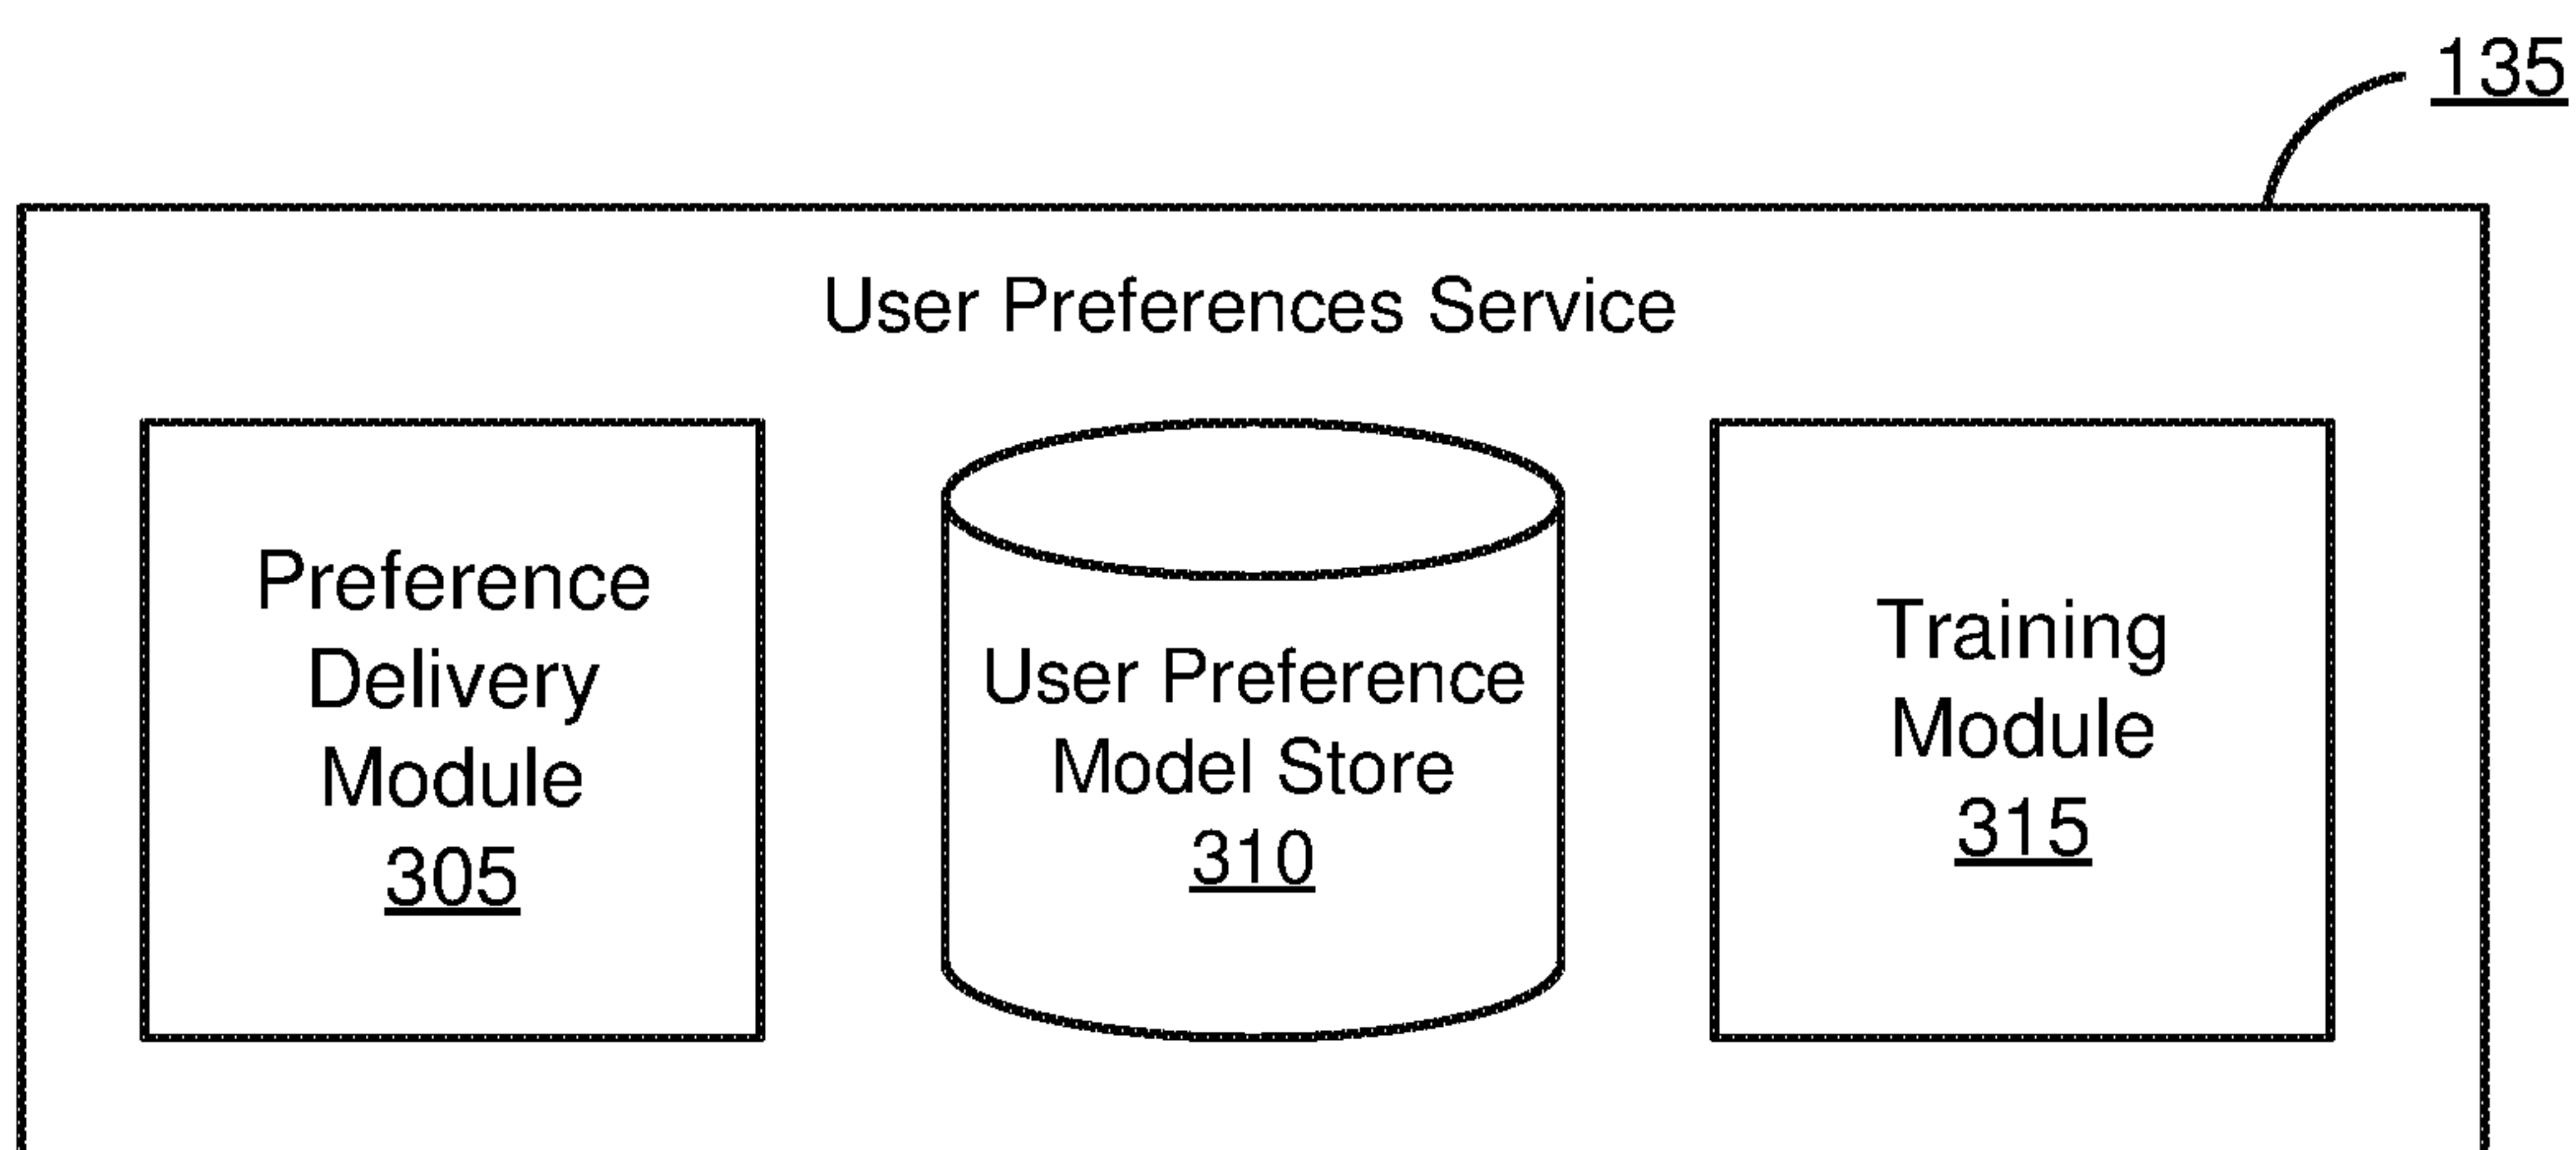 135
User Preferences Service
Preference
Delivery
Module
305
User Preference
Model Store
310
Training
Module
315